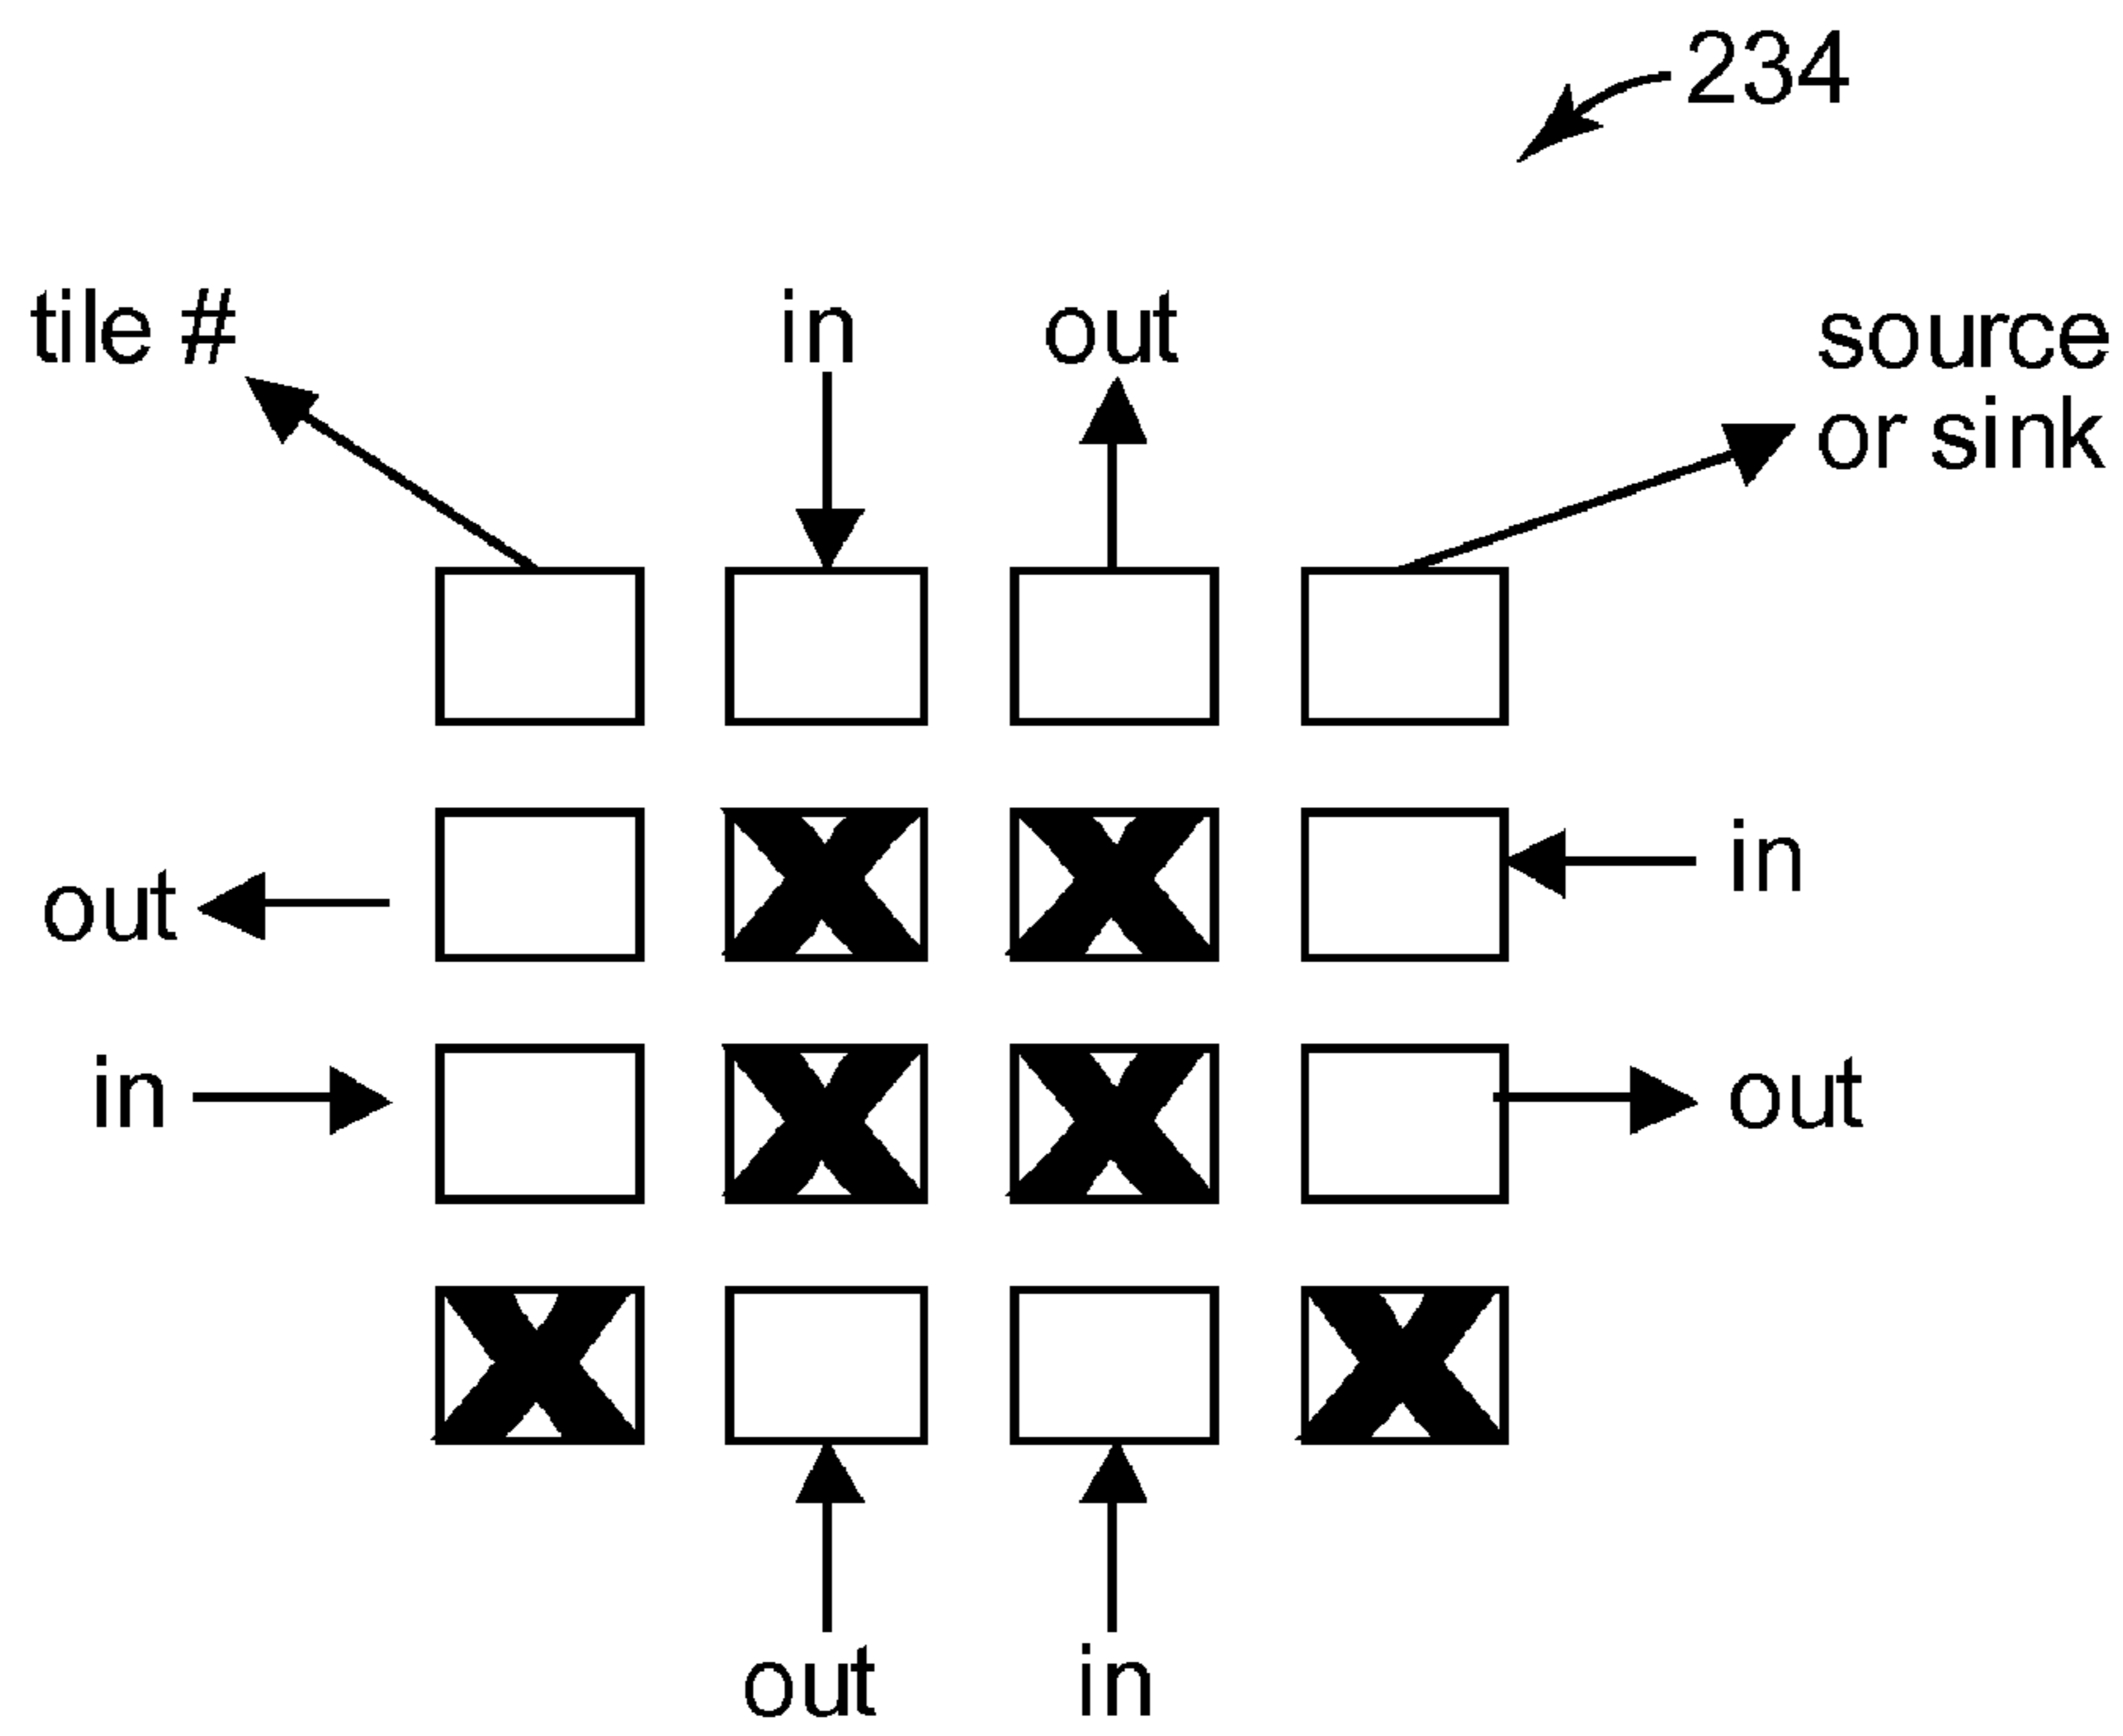 234
tile #
in
out
source
or sink
out
in
in
out
out
in